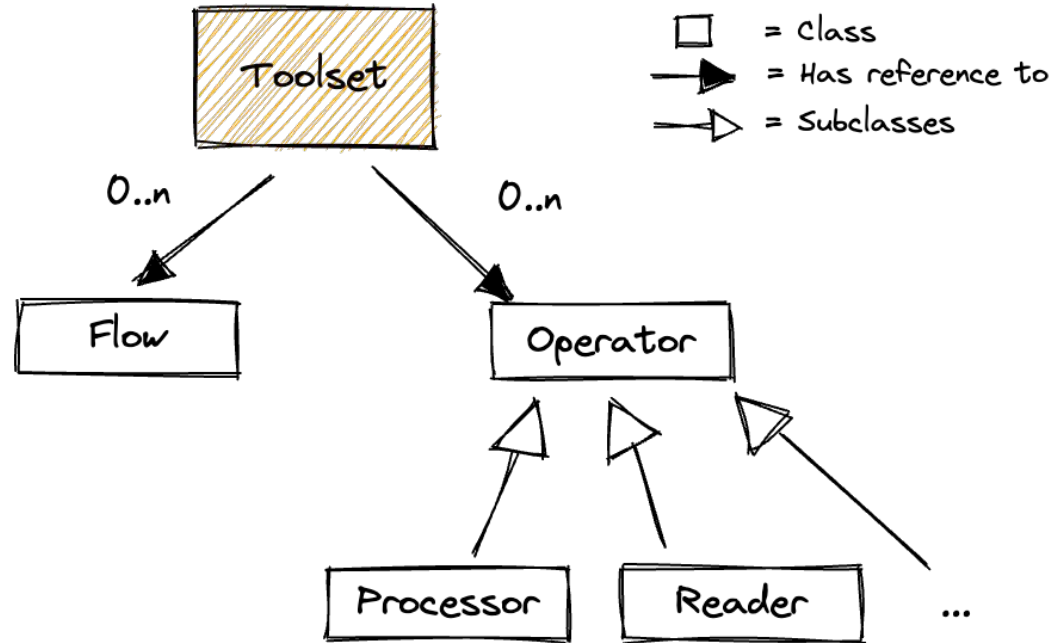 Toolset
= Class
= Has reference to
= Subclasses
0..n
0..n
Flow
Operator
Processor
Reader
...